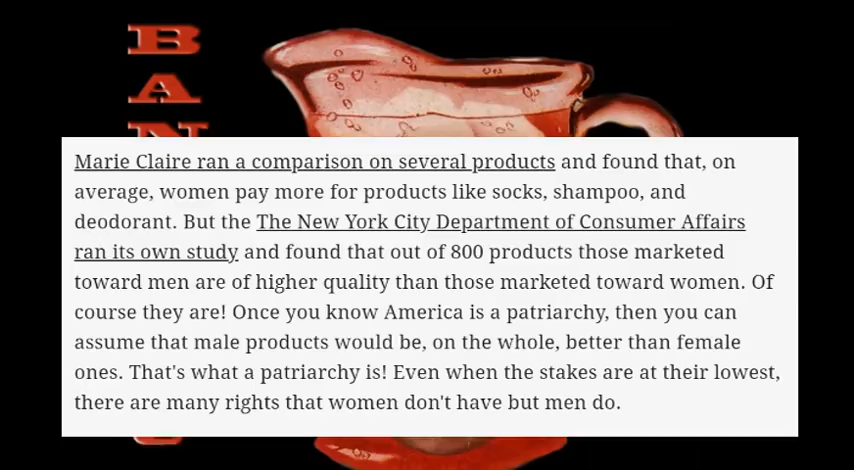 B
A
N
Marie Claire ran a comparison on several products and found that, on
average, women pay more for products like socks, shampoo, and
deodorant. But the The New York City Department of Consumer Affairs
ran its own study and found that out of 800 products those marketed
toward men are of higher quality than those marketed toward women. Of
course they are! Once you know America is a patriarchy, then you can
assume that male products would be, on the whole, better than female
ones. That's what a patriarchy is! Even when the stakes are at their lowest,
there are many rights that women don't have but men do.